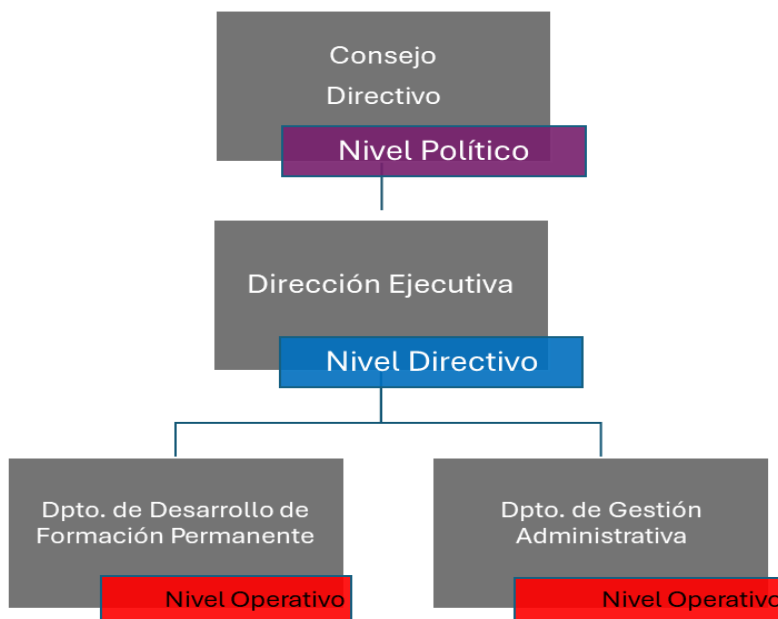 Consejo
Directivo
Nivel Político
Dirección Ejecutiva
Nivel Directivo
Dpto. de Desarrollo de
Formación Permanente
Nivel Operativo
Dpto. de Gestión
Administrativa
Nivel Operativo